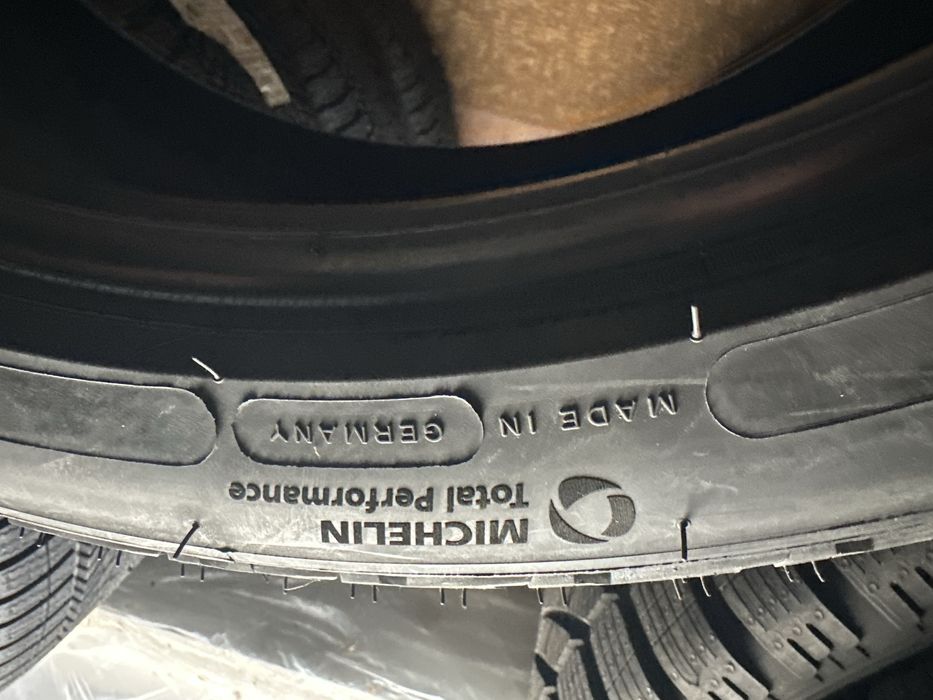 MICHELIN
Total Performance
MADE IN GERMANY